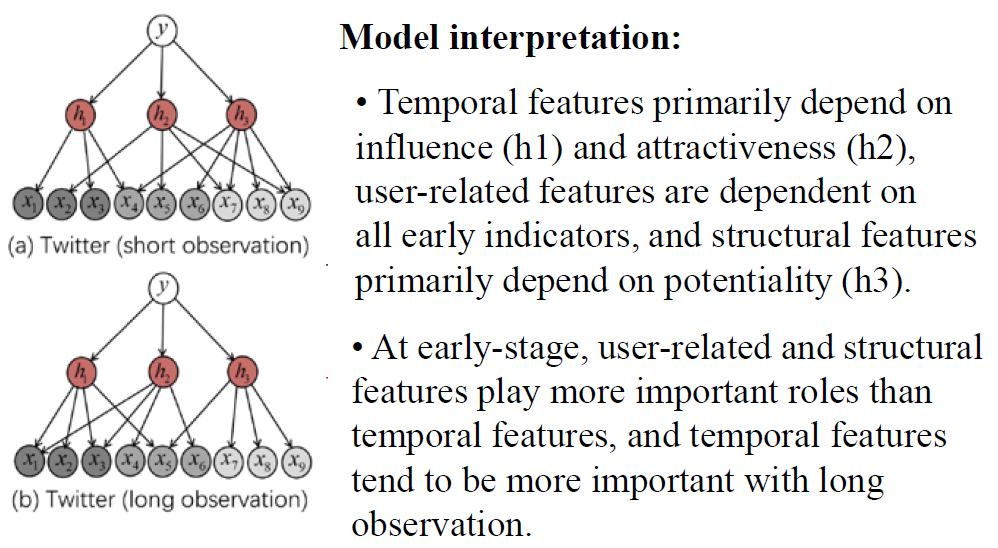 y
h1 h2 h3
x1 x2 x3 x4 x5 x6 x7 x8 x9
(a) Twitter (short observation)
y
h1 h2 h3
x1 x2 x3 x4 x5 x6 x7 x8 x9
(b) Twitter (long observation)
Model interpretation:
• Temporal features primarily depend on
influence (h1) and attractiveness (h2),
user-related features are dependent on
all early indicators, and structural features
primarily depend on potentiality (h3).
• At early-stage, user-related and structural
features play more important roles than
temporal features, and temporal features
tend to be more important with long
observation.